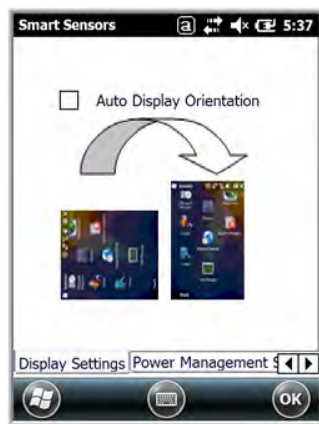 Smart Sensors a 5:37
Auto Display Orientation
Display Settings Power Management S
OK